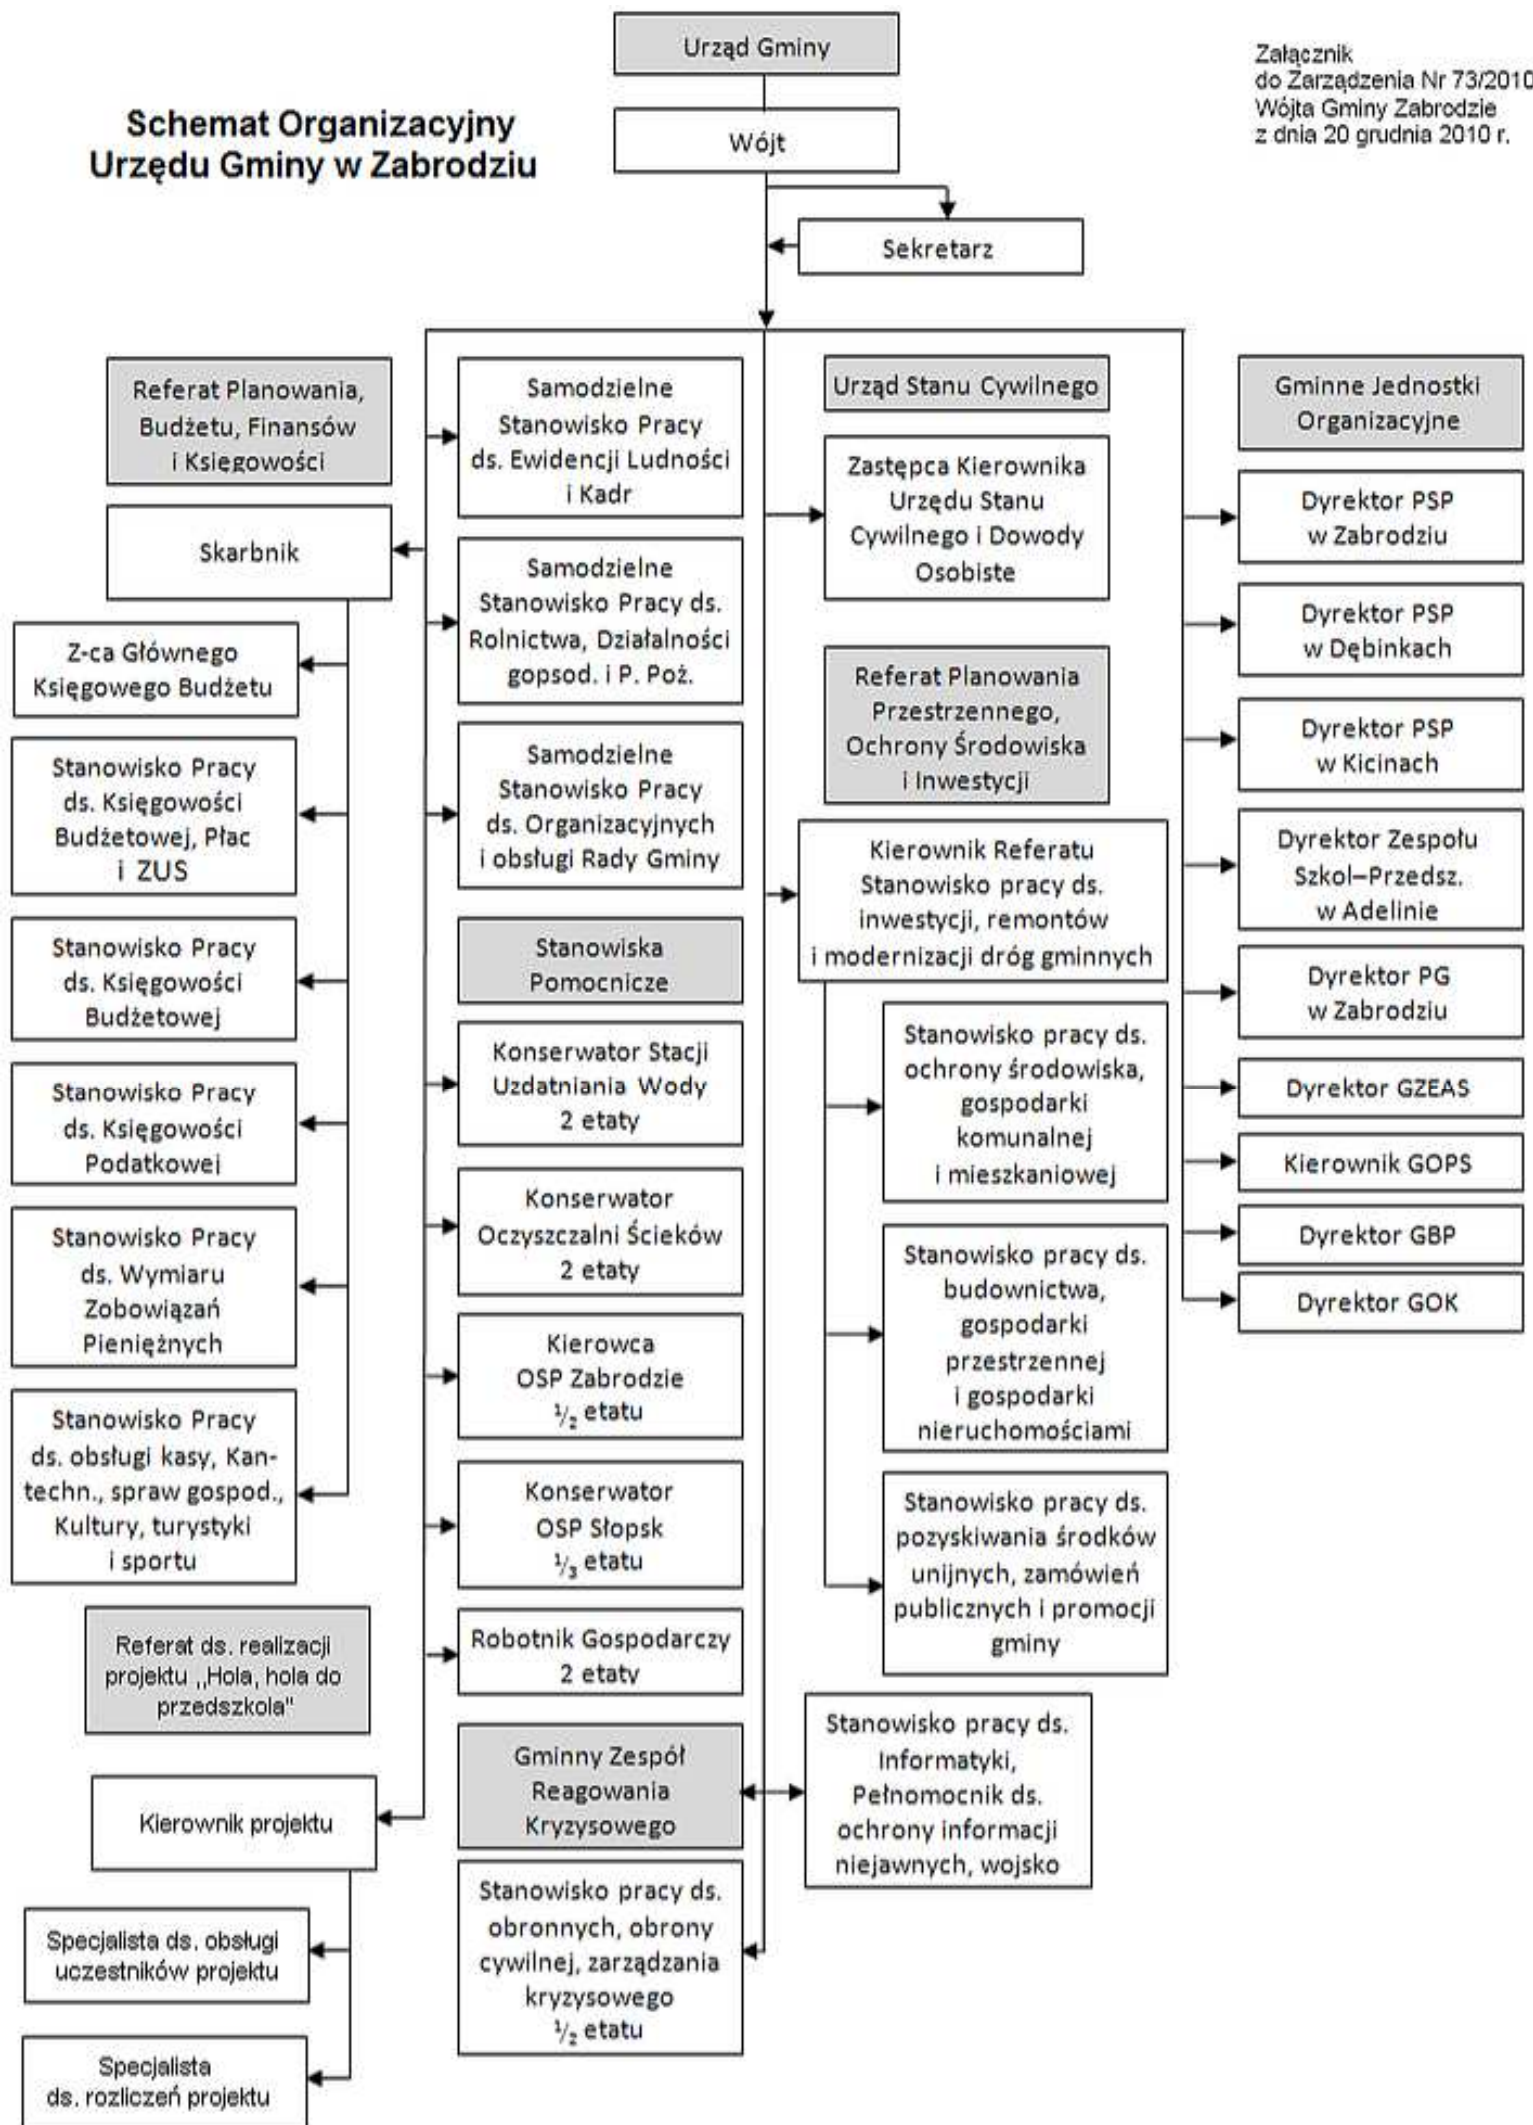 Urząd Gminy
Załącznik
do Zarządzenia Nr 73/2010
Wójta Gminy Zabrodzie
z dnia 20 grudnia 2010 r.
Schemat Organizacyjny
Urzędu Gminy w Zabrodziu
Wójt
Sekretarz
Referat Planowania,
Budżetu, Finansów
i Księgowości
Skarbnik
Z-ca Głównego
Księgowego Budżetu
Stanowisko Pracy
ds. Księgowości
Budżetowej, Płac
i ZUS
Stanowisko Pracy
ds. Księgowości
Budżetowej
Stanowisko Pracy
ds. Księgowości
Podatkowej
Stanowisko Pracy
ds. Wymiaru
Zobowiązań
Pieniężnych
Stanowisko Pracy
ds. obsługi kasy, Kan-
techn., spraw gospod.,
Kultury, turystyki
i sportu
Referat ds. realizacji
projektu ,,Hola, hola do
przedszkola"
Kierownik projektu
Specjalista ds. obsługi
uczestników projektu
Specjalista
ds. rozliczeń projektu
Samodzielne
Stanowisko Pracy
ds. Ewidencji Ludności
i Kadr
Samodzielne
Stanowisko Pracy ds.
Rolnictwa, Działalności
gopsod. i P. Poż.
Samodzielne
Stanowisko Pracy
ds. Organizacyjnych
i obsługi Rady Gminy
Stanowiska
Pomocnicze
Konserwator Stacji
Uzdatniania Wody
2 etaty
Konserwator
Oczyszczalni Ścieków
2 etaty
Kierowca
OSP Zabrodzie
1/2 etatu
Konserwator
OSP Słopsk
1/3 etatu
Robotnik Gospodarczy
2 etaty
Gminny Zespół
Reagowania
Kryzysowego
Stanowisko pracy ds.
obronnych, obrony
cywilnej, zarządzania
kryzysowego
1/2 etatu
Urząd Stanu Cywilnego
Zastępca Kierownika
Urzędu Stanu
Cywilnego i Dowody
Osobiste
Referat Planowania
Przestrzennego,
Ochrony Środowiska
i Inwestycji
Kierownik Referatu
Stanowisko pracy ds.
inwestycji, remontów
i modernizacji dróg gminnych
Stanowisko pracy ds.
ochrony środowiska,
gospodarki
komunalnej
i mieszkaniowej
Stanowisko pracy ds.
budownictwa,
gospodarki
przestrzennej
i gospodarki
nieruchomościami
Stanowisko pracy ds.
pozyskiwania środków
unijnych, zamówień
publicznych i promocji
gminy
Stanowisko pracy ds.
Informatyki,
Pełnomocnik ds.
ochrony informacji
niejawnych, wojsko
Gminne Jednostki
Organizacyjne
Dyrektor PSP
w Zabrodziu
Dyrektor PSP
w Dębinkach
Dyrektor PSP
w Kicinach
Dyrektor Zespołu
Szkol–Przedsz.
w Adelinie
Dyrektor PG
w Zabrodziu
Dyrektor GZEAS
Kierownik GOPS
Dyrektor GBP
Dyrektor GOK